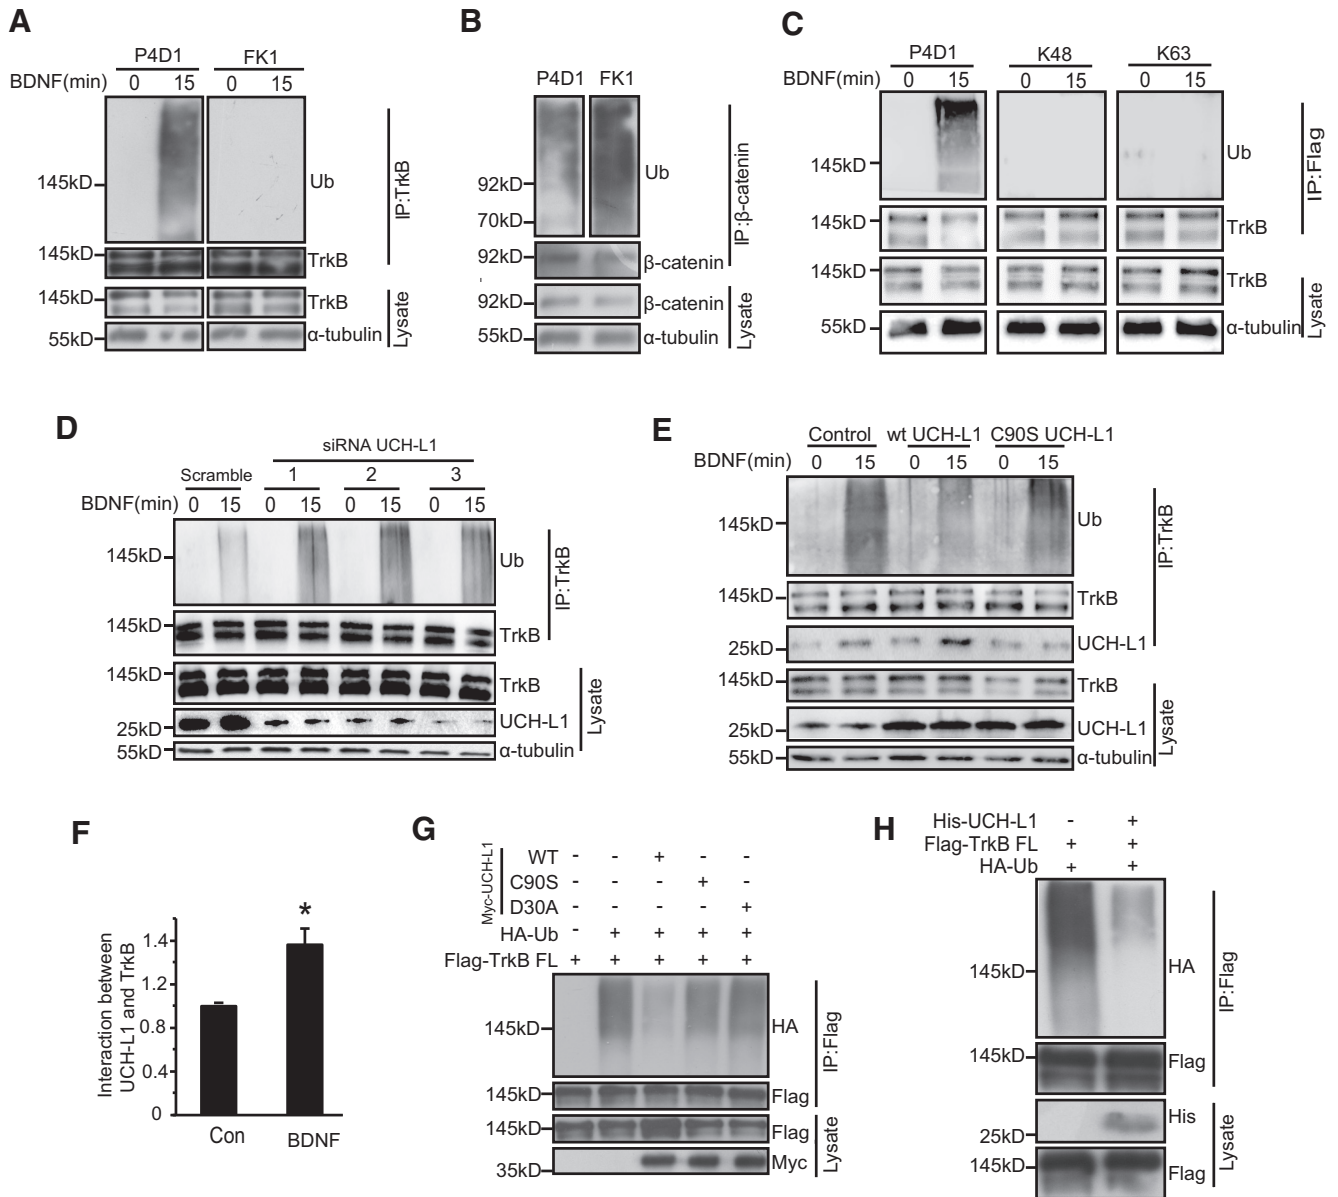 A
P4D1 FK1
BDNF(min) 0 15 0 15
145kD Ub
145kD TrkB
IP:TrkB
145kD TrkB
55kD α-tubulin
Lysate
B
P4D1 FK1
92kD Ub
70kD
92kD β-catenin
IP:β-catenin
92kD β-catenin
55kD α-tubulin
Lysate
C
P4D1 K48 K63
BDNF(min) 0 15 0 15 0 15
145kD Ub
145kD TrkB
IP:Flag
145kD TrkB
55kD α-tubulin
Lysate
D
siRNA UCH-L1
Scramble 1 2 3
BDNF(min) 0 15 0 15 0 15 0 15
145kD Ub
145kD TrkB
IP:TrkB
145kD TrkB
25kD UCH-L1
55kD α-tubulin
Lysate
E
Control wt UCH-L1 C90S UCH-L1
BDNF(min) 0 15 0 15 0 15
145kD Ub
145kD TrkB
25kD UCH-L1
IP:TrkB
145kD TrkB
25kD UCH-L1
55kD α-tubulin
Lysate
F
Interaction between
UCH-L1 and TrkB
1.4
1.2
0.8
0.4
0
*
Con BDNF
G
Myc-UCH-L1
WT - - + - -
C90S - - - + -
D30A - - - - +
HA-Ub - + + + +
Flag-TrkB FL + + + + +
145kD HA
145kD Flag
IP:Flag
145kD Flag
35kD Myc
Lysate
H
His-UCH-L1 - +
Flag-TrkB FL + +
HA-Ub + +
145kD HA
145kD Flag
IP:Flag
25kD His
145kD Flag
Lysate